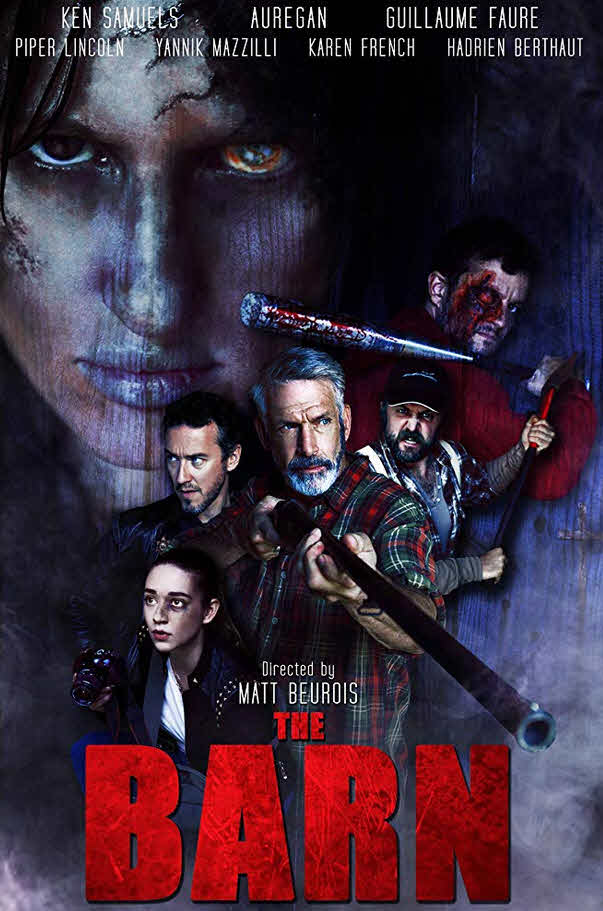 KEN SAMUELS AUREGAN GUILLAUME FAURE
PIPER LINCOLN YANNIK MAZZILLI KAREN FRENCH HADRIEN BERTHAUT
Directed by
MATT BEUROIS
THE
BARN